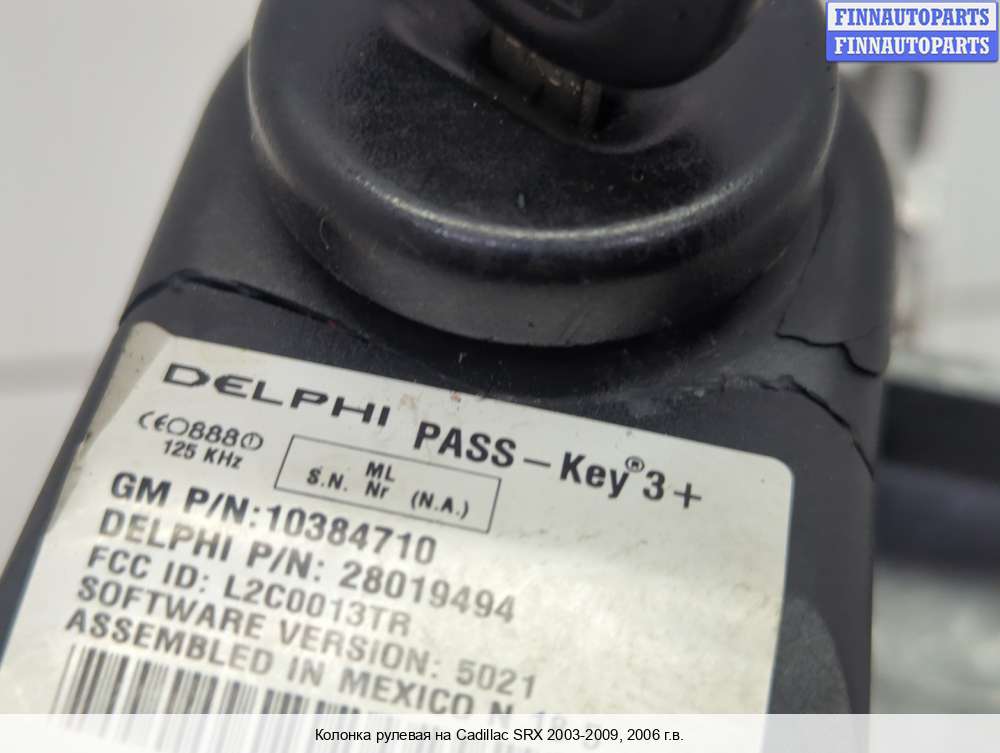 FINNAUTOPARTS
FINNAUTOPARTS
DELPHI PASS-Key®3+
CE0888
125 KHz
ML
S.N. Nr (N.A.)
GM P/N:10384710
DELPHI P/N: 28019494
FCC ID: L2C0013TR
SOFTWARE VERSION: 5021
ASSEMBLED IN MEXICO N
Колонка рулевая на Cadillac SRX 2003-2009, 2006 г.в.